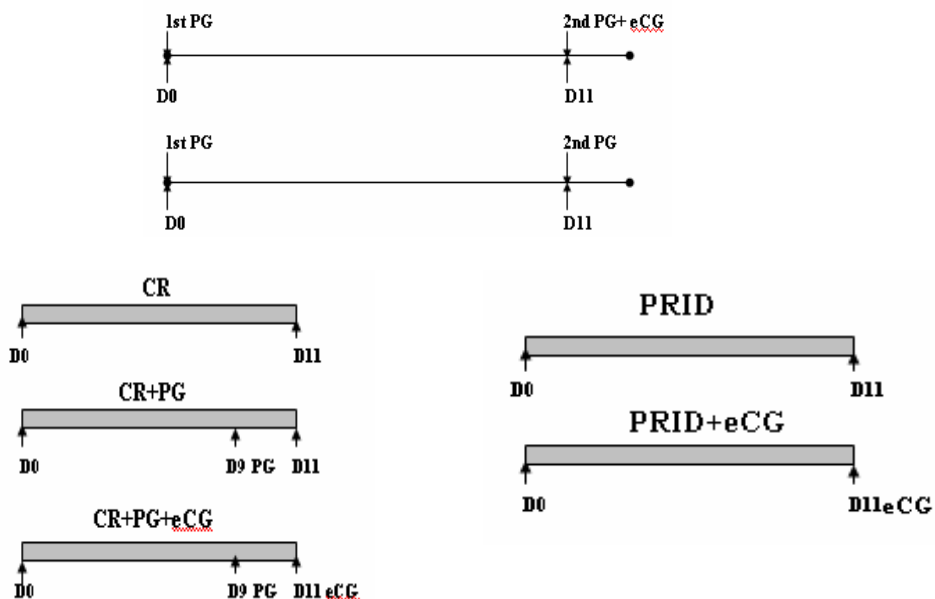 1st PG 2nd PG+ eCG
D0 D11
1st PG 2nd PG
D0 D11
CR
D0 D11
CR+PG
D0 D9 PG D11
CR+PG+eCG
D0 D9 PG D11 eCG
PRID
D0 D11
PRID+eCG
D0 D11eCG